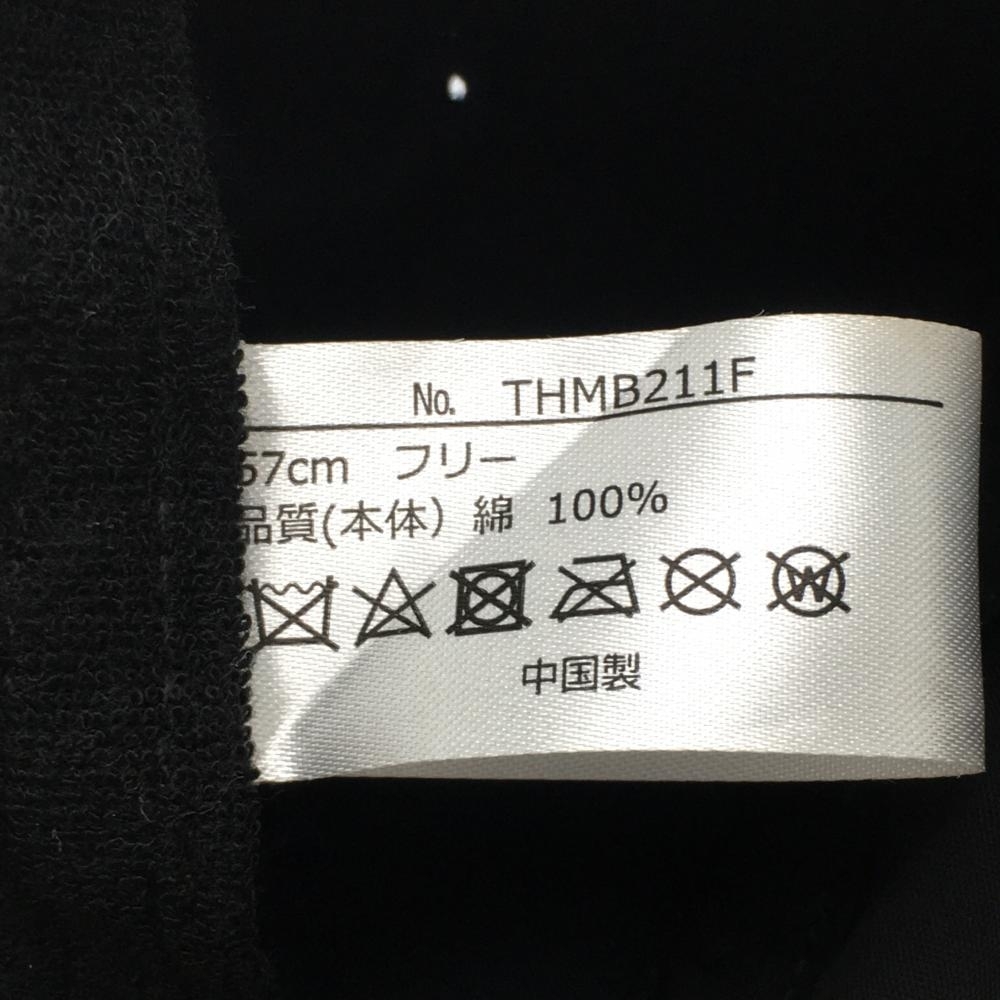 No. THMB211F
57cm フリー
品質(本体) 綿 100%
W
中国製